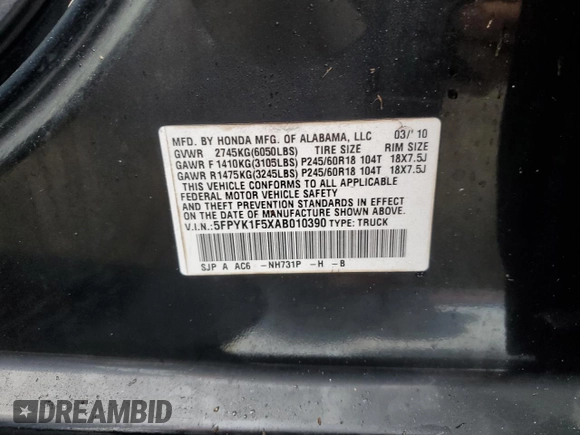 MFD. BY HONDA MFG. OF ALABAMA, LLC 03/'10
GVWR 2745KG(6050LBS) TIRE SIZE RIM SIZE
GAWR F 1410KG(3105LBS) P245/60R18 104T 18X7.5J
GAWR R1475KG(3245LBS) P245/60R18 104T 18X7.5J
THIS VEHICLE CONFORMS TO ALL APPLICABLE
FEDERAL MOTOR VEHICLE SAFETY
AND THEFT PREVENTION STANDARDS IN EFFECT
ON THE DATE OF MANUFACTURE SHOWN ABOVE.
V.I.N.: 5FPYK1F5XAB010390 TYPE: TRUCK
SJP A AC6 -NH731P -H -B
DREAMBID